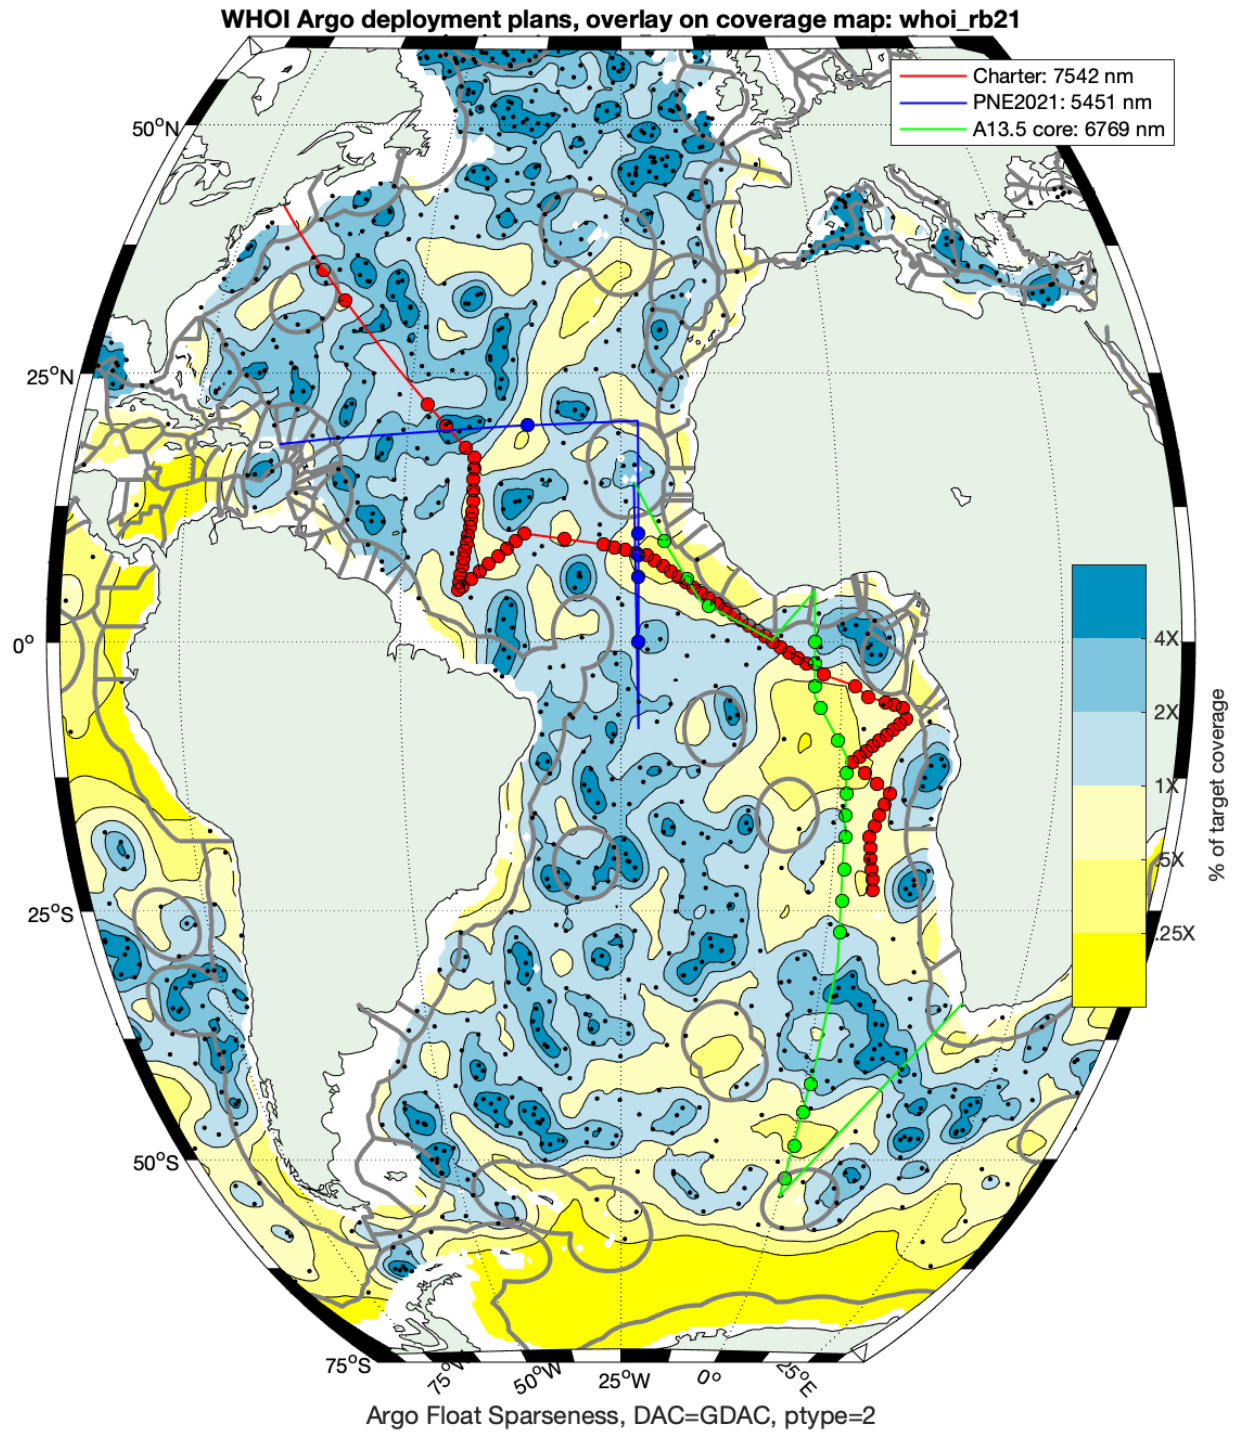 WHOI Argo deployment plans, overlay on coverage map: whoi_rb21
Charter: 7542 nm
PNE2021: 5451 nm
A13.5 core: 6769 nm
50°N
25°N
0°
25°S
50°S
75°S
75°W
50°W
25°W
0°
25°E
4X
2X
1X
.5X
.25X
% of target coverage
Argo Float Sparseness, DAC=GDAC, ptype=2